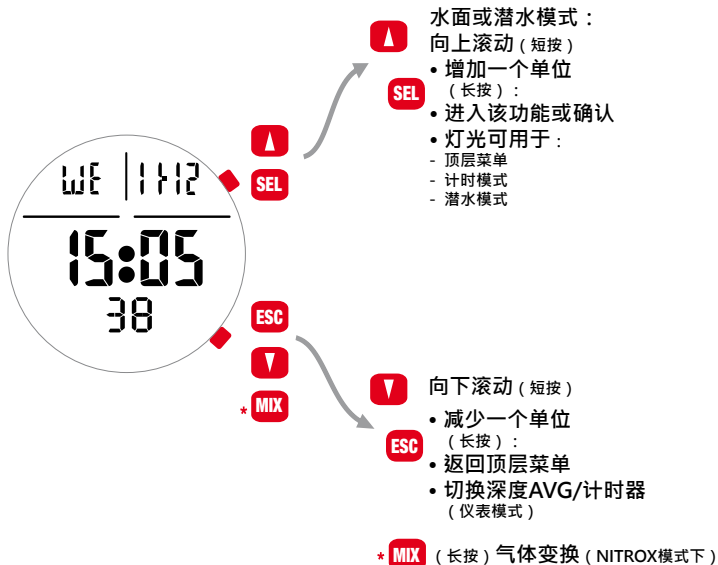 WE 11-12
15:05
38
SEL
ESC
* MIX
水面或潜水模式：
向上滚动（短按）
SEL
• 增加一个单位
（长按）：
• 进入该功能或确认
• 灯光可用于：
- 顶层菜单
- 计时模式
- 潜水模式
向下滚动（短按）
ESC
• 减少一个单位
（长按）：
• 返回顶层菜单
• 切换深度AVG/计时器
（仪表模式）
* MIX （长按）气体变换（NITROX模式下）